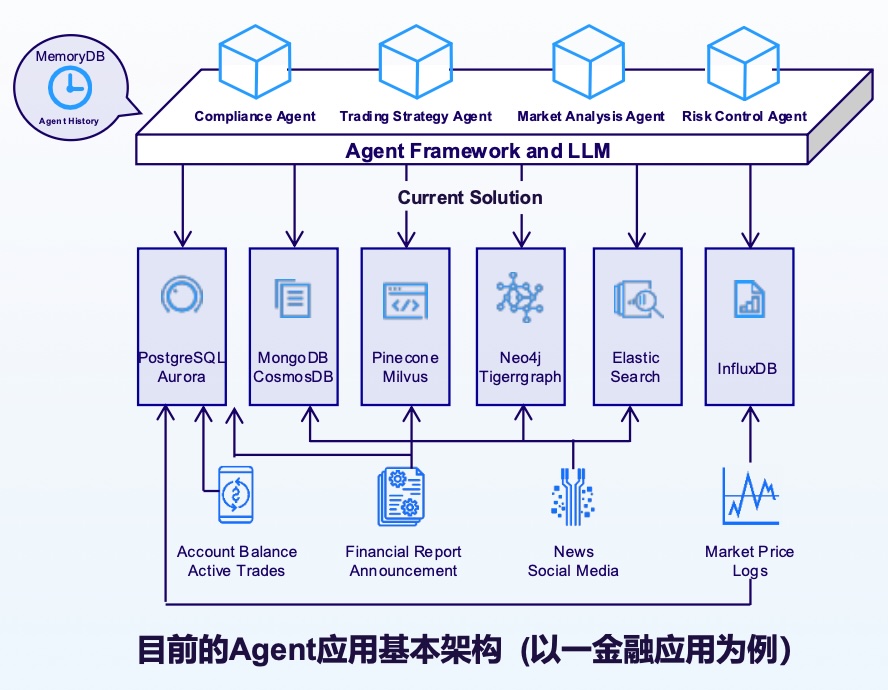 MemoryDB
Agent History
Compliance Agent
Trading Strategy Agent
Market Analysis Agent
Risk Control Agent
Agent Framework and LLM
Current Solution
PostgreSQL
Aurora
MongoDB
CosmosDB
Pinecone
Milvus
Neo4j
Tigerrgraph
Elastic
Search
InfluxDB
Account Balance
Active Trades
Financial Report
Announcement
News
Social Media
Market Price
Logs
目前的Agent应用基本架构（以一金融应用为例）